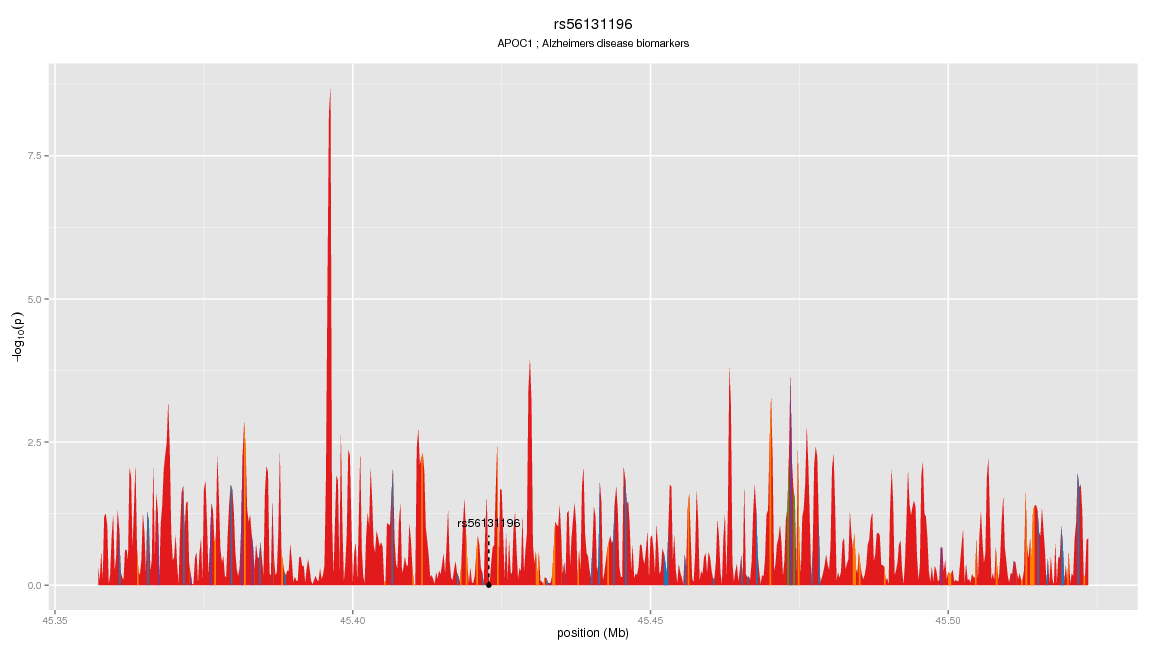 rs56131196
APOC1 ; Alzheimers disease biomarkers
−log10(p)
7.5
5.0
2.5
0.0
rs56131196
45.35
45.40
45.45
45.50
position (Mb)